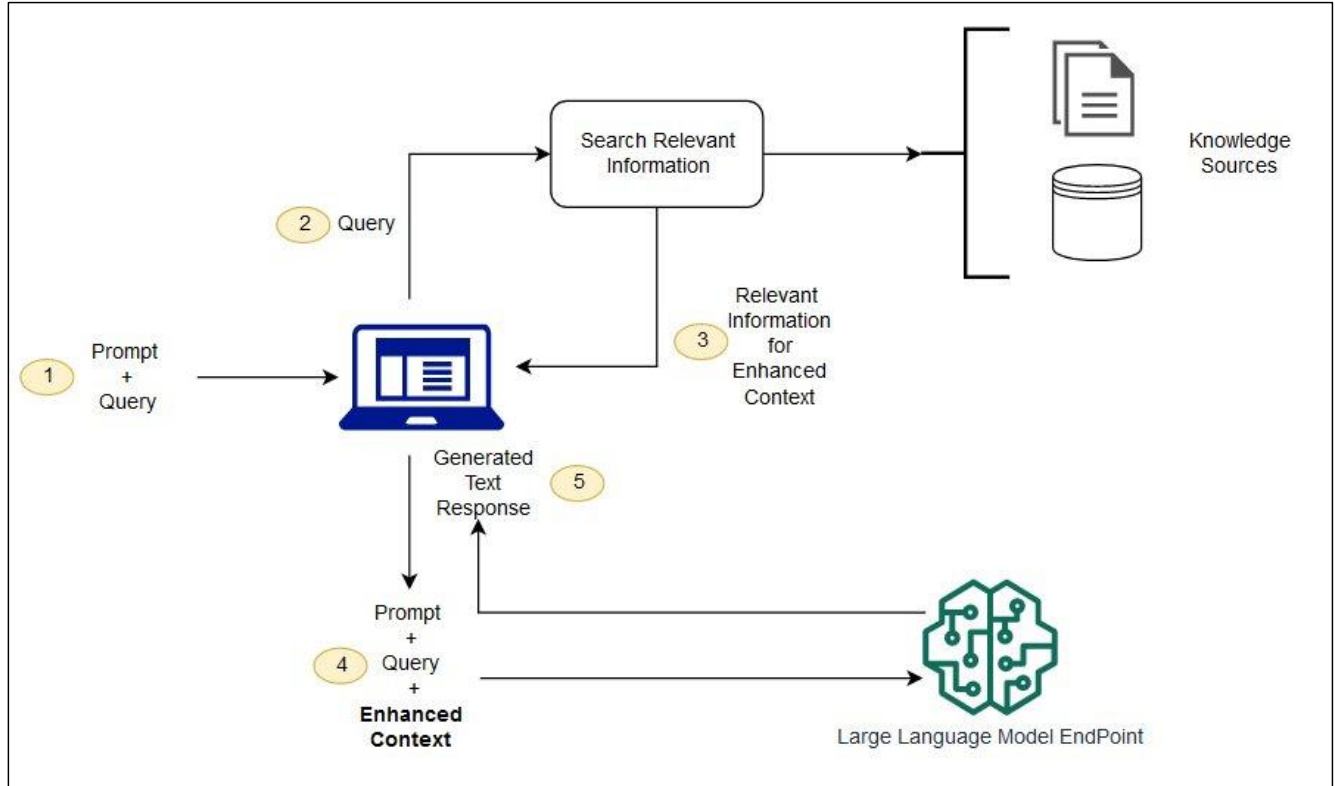 Search Relevant
Information
Knowledge
Sources
2
Query
Relevant
Information
for
Enhanced
Context
3
1
Prompt
+
Query
Generated
Text
Response
5
Prompt
+
Query
+
Enhanced
Context
4
Large Language Model EndPoint